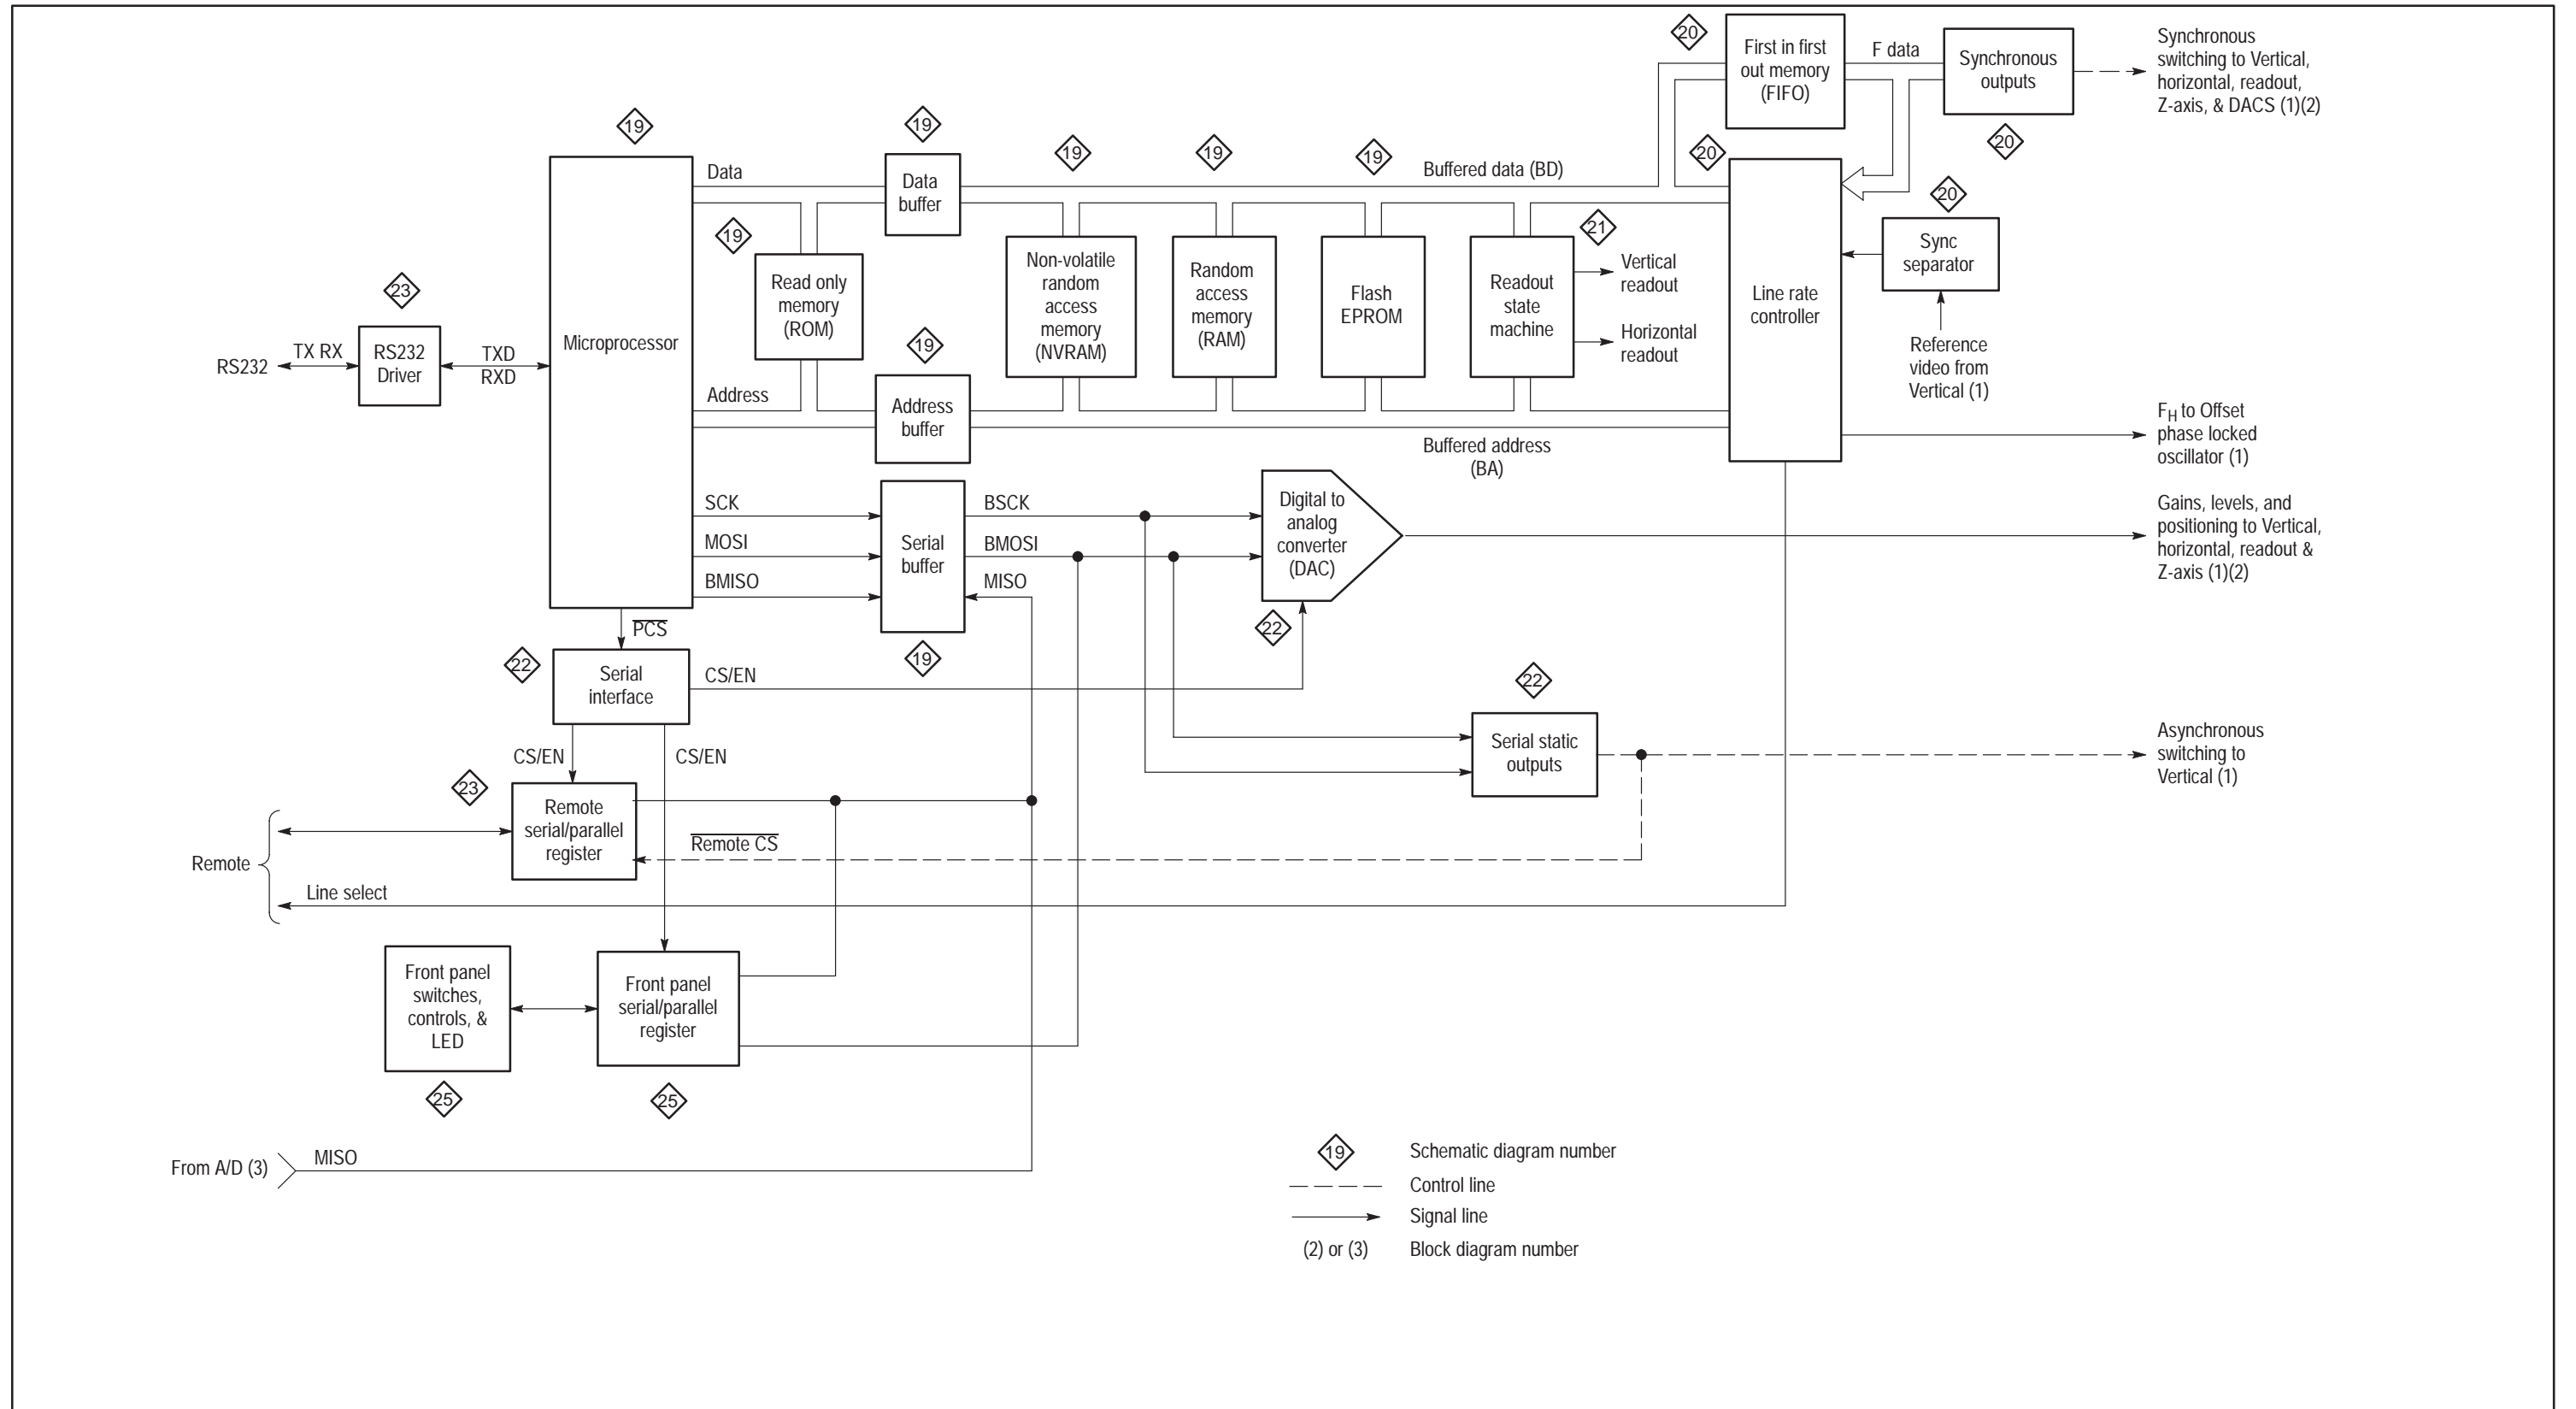 20
First in first
out memory
(FIFO)
F data
Synchronous
outputs
Synchronous
switching to Vertical,
horizontal, readout,
Z-axis, & DACS (1)(2)
20
19
19
19
19
19
20
Microprocessor
Data
Data
buffer
Buffered data (BD)
20
Sync
separator
Reference
video from
Vertical (1)
19
Read only
memory
(ROM)
Non-volatile
random
access
memory
(NVRAM)
Random
access
memory
(RAM)
Flash
EPROM
Readout
state
machine
21
Vertical
readout
Horizontal
readout
Line rate
controller
23
RS232
TX RX
RS232
Driver
TXD
RXD
19
Address
Address
buffer
Buffered address
(BA)
FH to Offset
phase locked
oscillator (1)
SCK
MOSI
BMISO
Serial
buffer
BSCK
BMOSI
MISO
19
Digital to
analog
converter
(DAC)
22
Gains, levels, and
positioning to Vertical,
horizontal, readout &
Z-axis (1)(2)
PCS
22
Serial
interface
CS/EN
CS/EN
CS/EN
22
Serial static
outputs
Asynchronous
switching to
Vertical (1)
23
Remote
serial/parallel
register
Remote CS
Remote
Line select
Front panel
switches,
controls, &
LED
25
Front panel
serial/parallel
register
25
From A/D (3)
MISO
19
Schematic diagram number
Control line
Signal line
(2) or (3)
Block diagram number